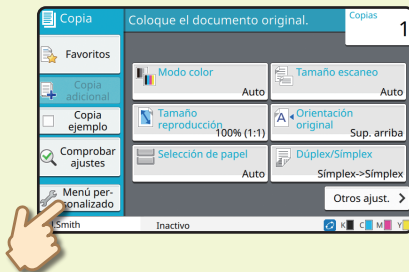 Copia
Coloque el documento original.
Copias
1
Favoritos
Copia
adicional
Copia
ejemplo
Comprobar
ajustes
Menú per-
sonalizado
Modo color
Auto
Tamaño escaneo
Auto
Tamaño
reproducción
100% (1:1)
Orientación
original
Sup. arriba
Selección de papel
Auto
Dúplex/Símplex
Símplex->Símplex
Otros ajust.
Smith
Inactivo
K C M Y